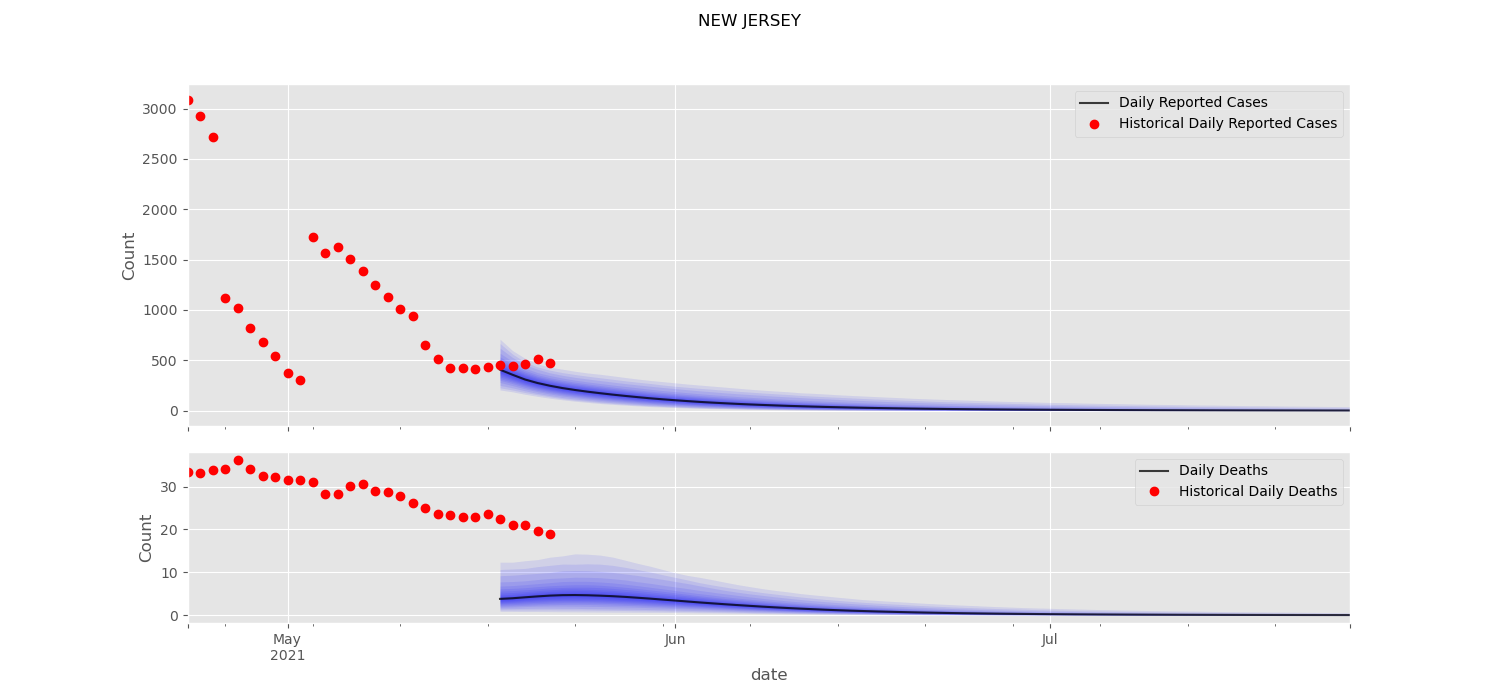 NEW JERSEY
3000
2500
2000
1500
1000
500
0
Count
Daily Reported Cases
Historical Daily Reported Cases
30
20
10
0
Count
Daily Deaths
Historical Daily Deaths
May
2021
Jun
Jul
date